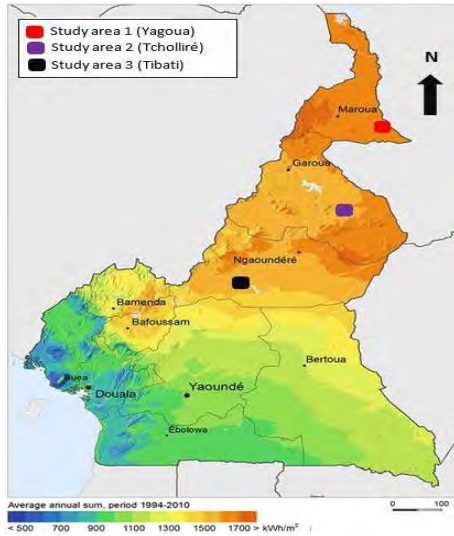 Study area 1 (Yagoua)
Study area 2 (Tcholliré)
Study area 3 (Tibati)
N
Maroua
Garoua
Ngaoundéré
Bamenda
Bafoussam
Bertoua
Buea
Yaoundé
Douala
Ebolowa
Average annual sum, period 1994-2010
0 100
< 500 700 900 1100 1300 1500 1700 > kWh/m²